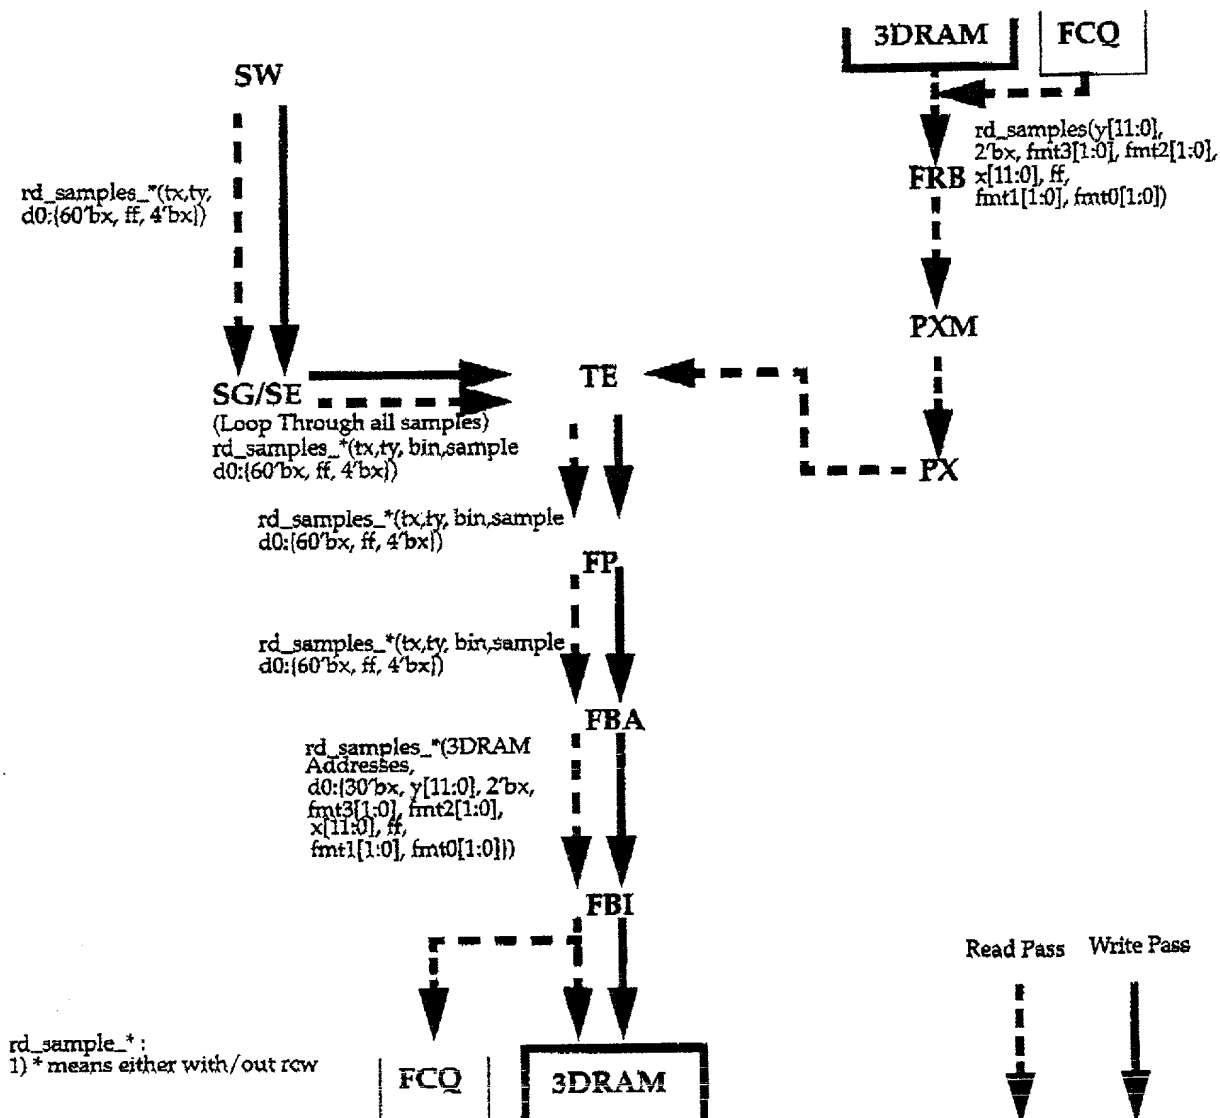 3DRAM
FCQ
SW
rd_samples(y[11:0],
2'bx, fmt3[1:0], fmt2[1:0],
x[11:0], ff,
fmt1[1:0], fmt0[1:0])
FRB
rd_samples_*(tx,ty,
d0:{60'bx, ff, 4'bx})
PXM
SG/SE
TE
(Loop Through all samples)
rd_samples_*(tx,ty, bin,sample
d0:{60'bx, ff, 4'bx})
PX
rd_samples_*(tx,ty, bin,sample
d0:{60'bx, ff, 4'bx})
FP
rd_samples_*(tx,ty, bin,sample
d0:{60'bx, ff, 4'bx})
FBA
rd_samples_*(3DRAM
Addresses,
d0:{30'bx, y[11:0], 2'bx,
fmt3[1:0], fmt2[1:0],
x[11:0], ff,
fmt1[1:0], fmt0[1:0]})
FBI
Read Pass
Write Pass
rd_sample_* :
1) * means either with/out rcw
FCQ
3DRAM